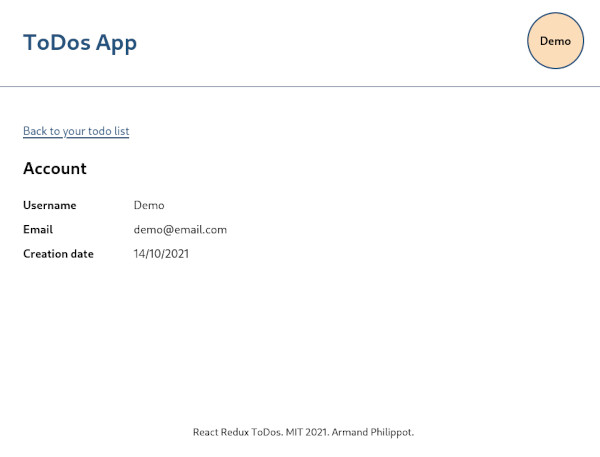 ToDos App
Demo
Back to your todo list
Account
Username Demo
Email demo@email.com
Creation date 14/10/2021
React Redux ToDos. MIT 2021. Armand Philippot.